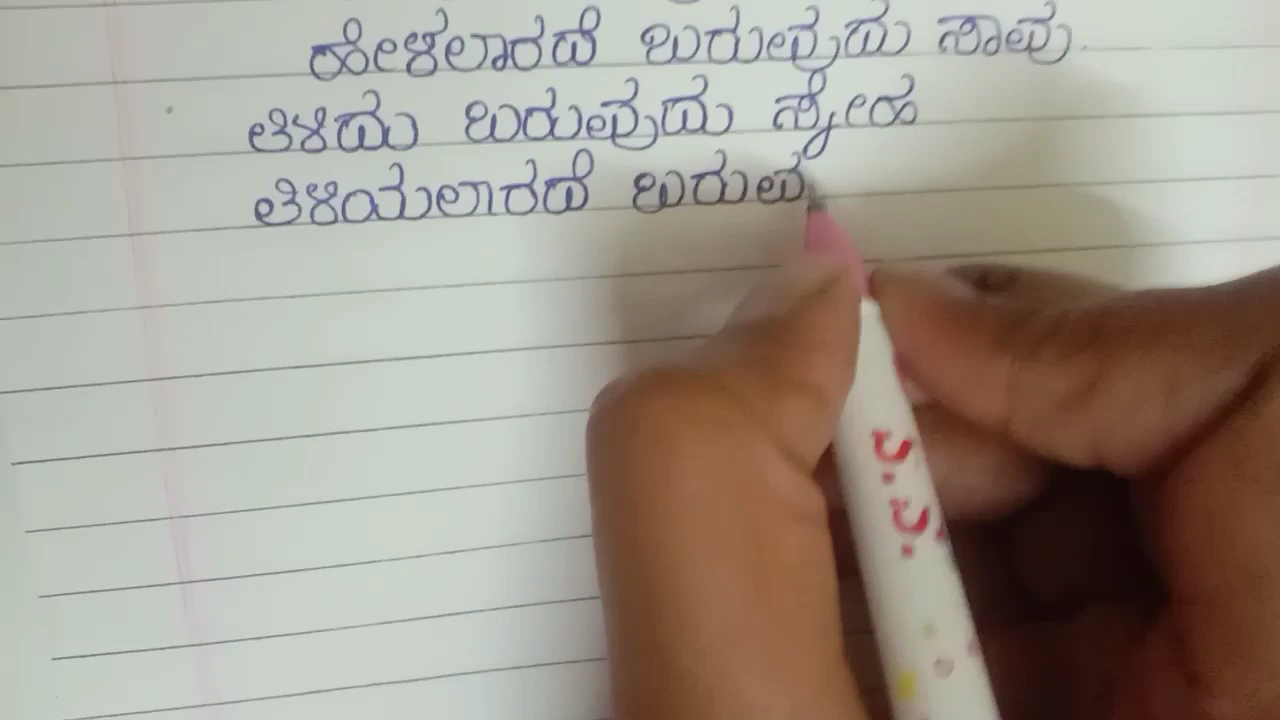 ಹೇಳಲಾರದೆ ಬರುವುದು ಸಾವು.
ತಿಳಿದು ಬರುವುದು ಸ್ನೇಹ
ತಿಳಿಯಲಾರದೆ ಬರುವ